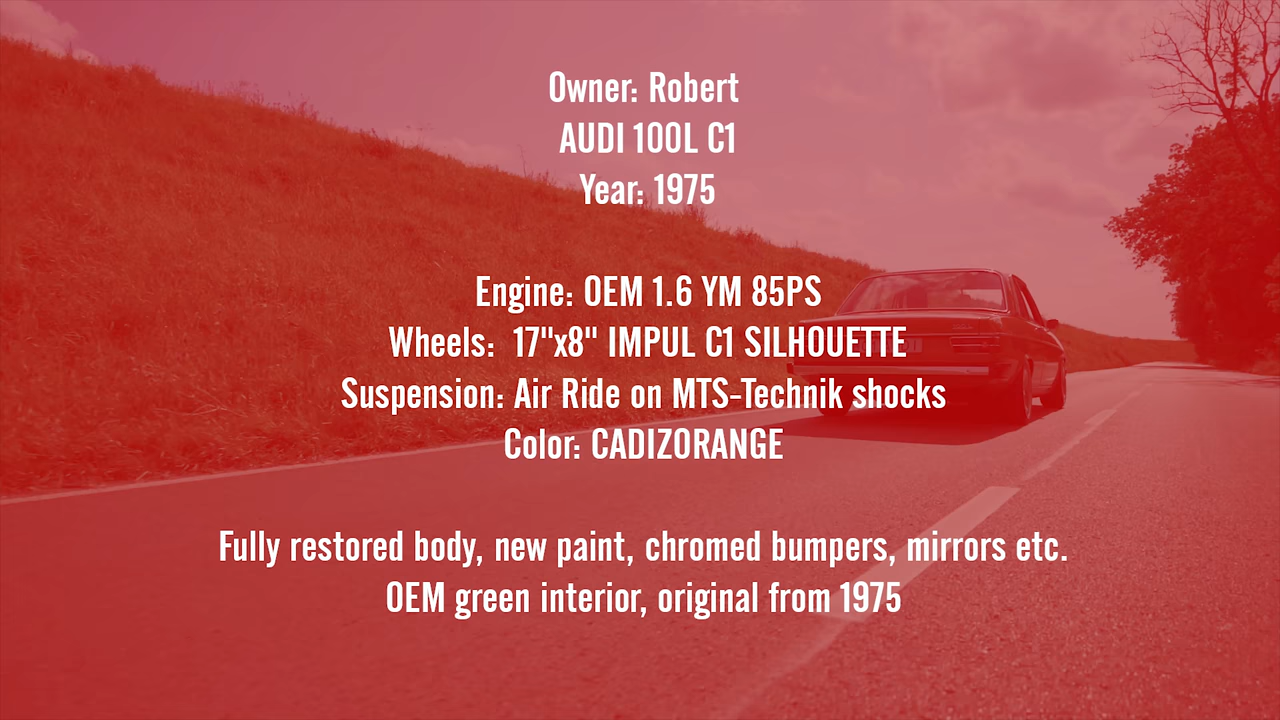 Owner: Robert
AUDI 100L C1
Year: 1975
Engine: OEM 1.6 YM 85PS
Wheels:  17"x8" IMPUL C1 SILHOUETTE
Suspension: Air Ride on MTS-Technik shocks
Color: CADIZORANGE
Fully restored body, new paint, chromed bumpers, mirrors etc.
OEM green interior, original from 1975